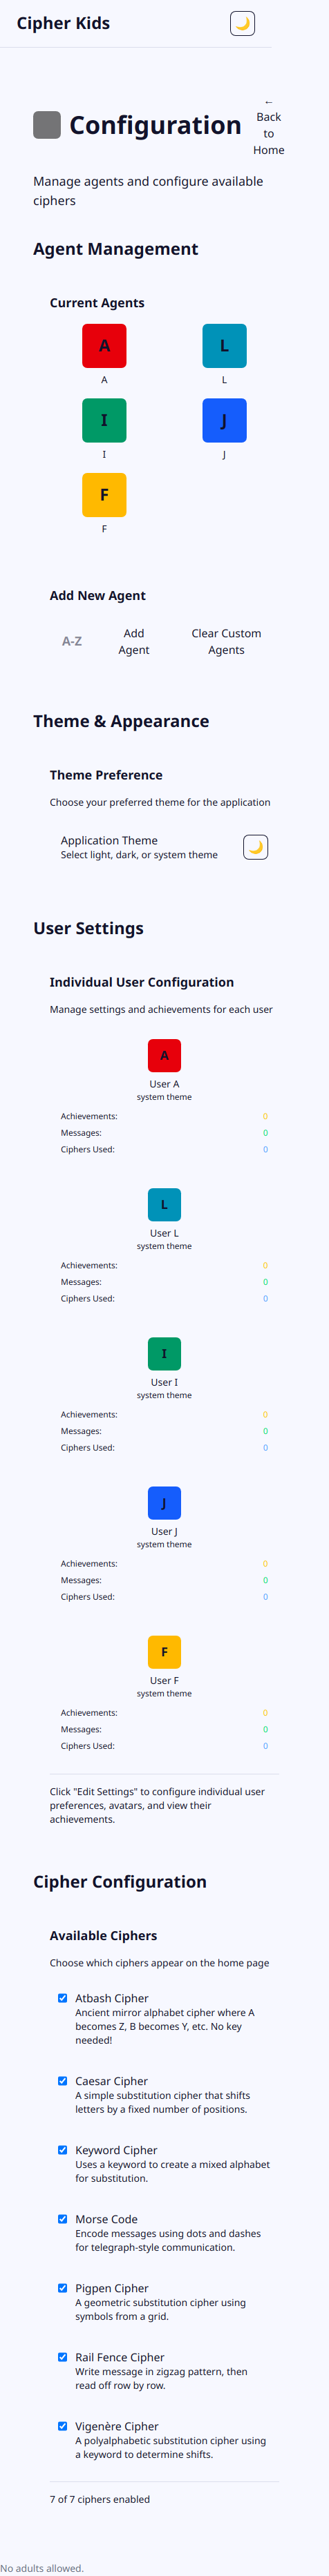 Cipher Kids
Configuration
←
Back
to
Home
Manage agents and configure available
ciphers
Agent Management
Current Agents
A
L
A
L
I
J
I
J
F
F
Add New Agent
A-Z
Add
Agent
Clear Custom
Agents
Theme & Appearance
Theme Preference
Choose your preferred theme for the application
Application Theme
Select light, dark, or system theme
User Settings
Individual User Configuration
Manage settings and achievements for each user
A
User A
system theme
Achievements: 0
Messages: 0
Ciphers Used: 0
L
User L
system theme
Achievements: 0
Messages: 0
Ciphers Used: 0
I
User I
system theme
Achievements: 0
Messages: 0
Ciphers Used: 0
J
User J
system theme
Achievements: 0
Messages: 0
Ciphers Used: 0
F
User F
system theme
Achievements: 0
Messages: 0
Ciphers Used: 0
Click "Edit Settings" to configure individual user
preferences, avatars, and view their
achievements.
Cipher Configuration
Available Ciphers
Choose which ciphers appear on the home page
Atbash Cipher
Ancient mirror alphabet cipher where A
becomes Z, B becomes Y, etc. No key
needed!
Caesar Cipher
A simple substitution cipher that shifts
letters by a fixed number of positions.
Keyword Cipher
Uses a keyword to create a mixed alphabet
for substitution.
Morse Code
Encode messages using dots and dashes
for telegraph-style communication.
Pigpen Cipher
A geometric substitution cipher using
symbols from a grid.
Rail Fence Cipher
Write message in zigzag pattern, then
read off row by row.
Vigenère Cipher
A polyalphabetic substitution cipher using
a keyword to determine shifts.
7 of 7 ciphers enabled
No adults allowed.